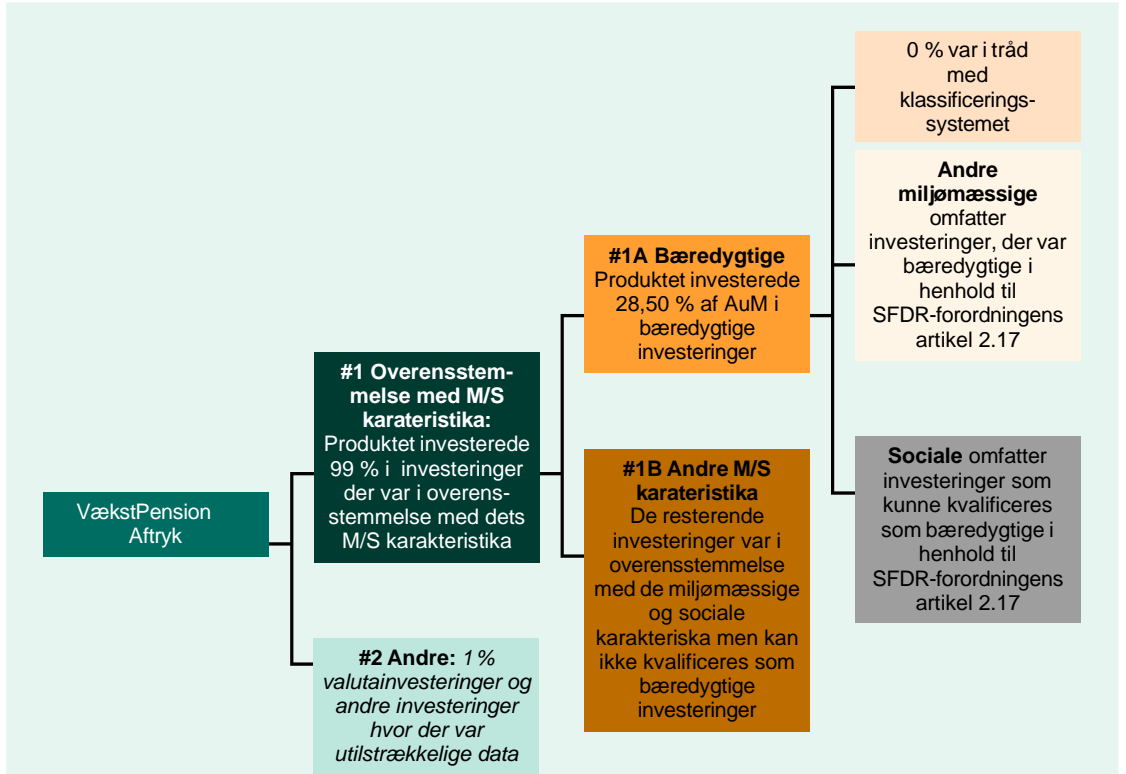 VækstPension
Aftryk
#1 Overensstem-
melse med M/S
karateristika:
Produktet investerede
99 % i investeringer
der var i overens-
stemmelse med dets
M/S karakteristika
#2 Andre: 1 %
valutainvesteringer og
andre investeringer
hvor der var
utilstrækkelige data
#1A Bæredygtige
Produktet investerede
28,50 % af AuM i
bæredygtige
investeringer
#1B Andre M/S
karateristika
De resterende
investeringer var i
overensstemmelse
med de miljømæssige
og sociale
karakteriska men kan
ikke kvalificeres som
bæredygtige
investeringer
0 % var i tråd
med
klassificerings-
systemet
Andre
miljømæssige
omfatter
investeringer, der var
bæredygtige i
henhold til
SFDR-forordningens
artikel 2.17
Sociale omfatter
investeringer som
kunne kvalificeres
som bæredygtige i
henhold til
SFDR-forordningens
artikel 2.17